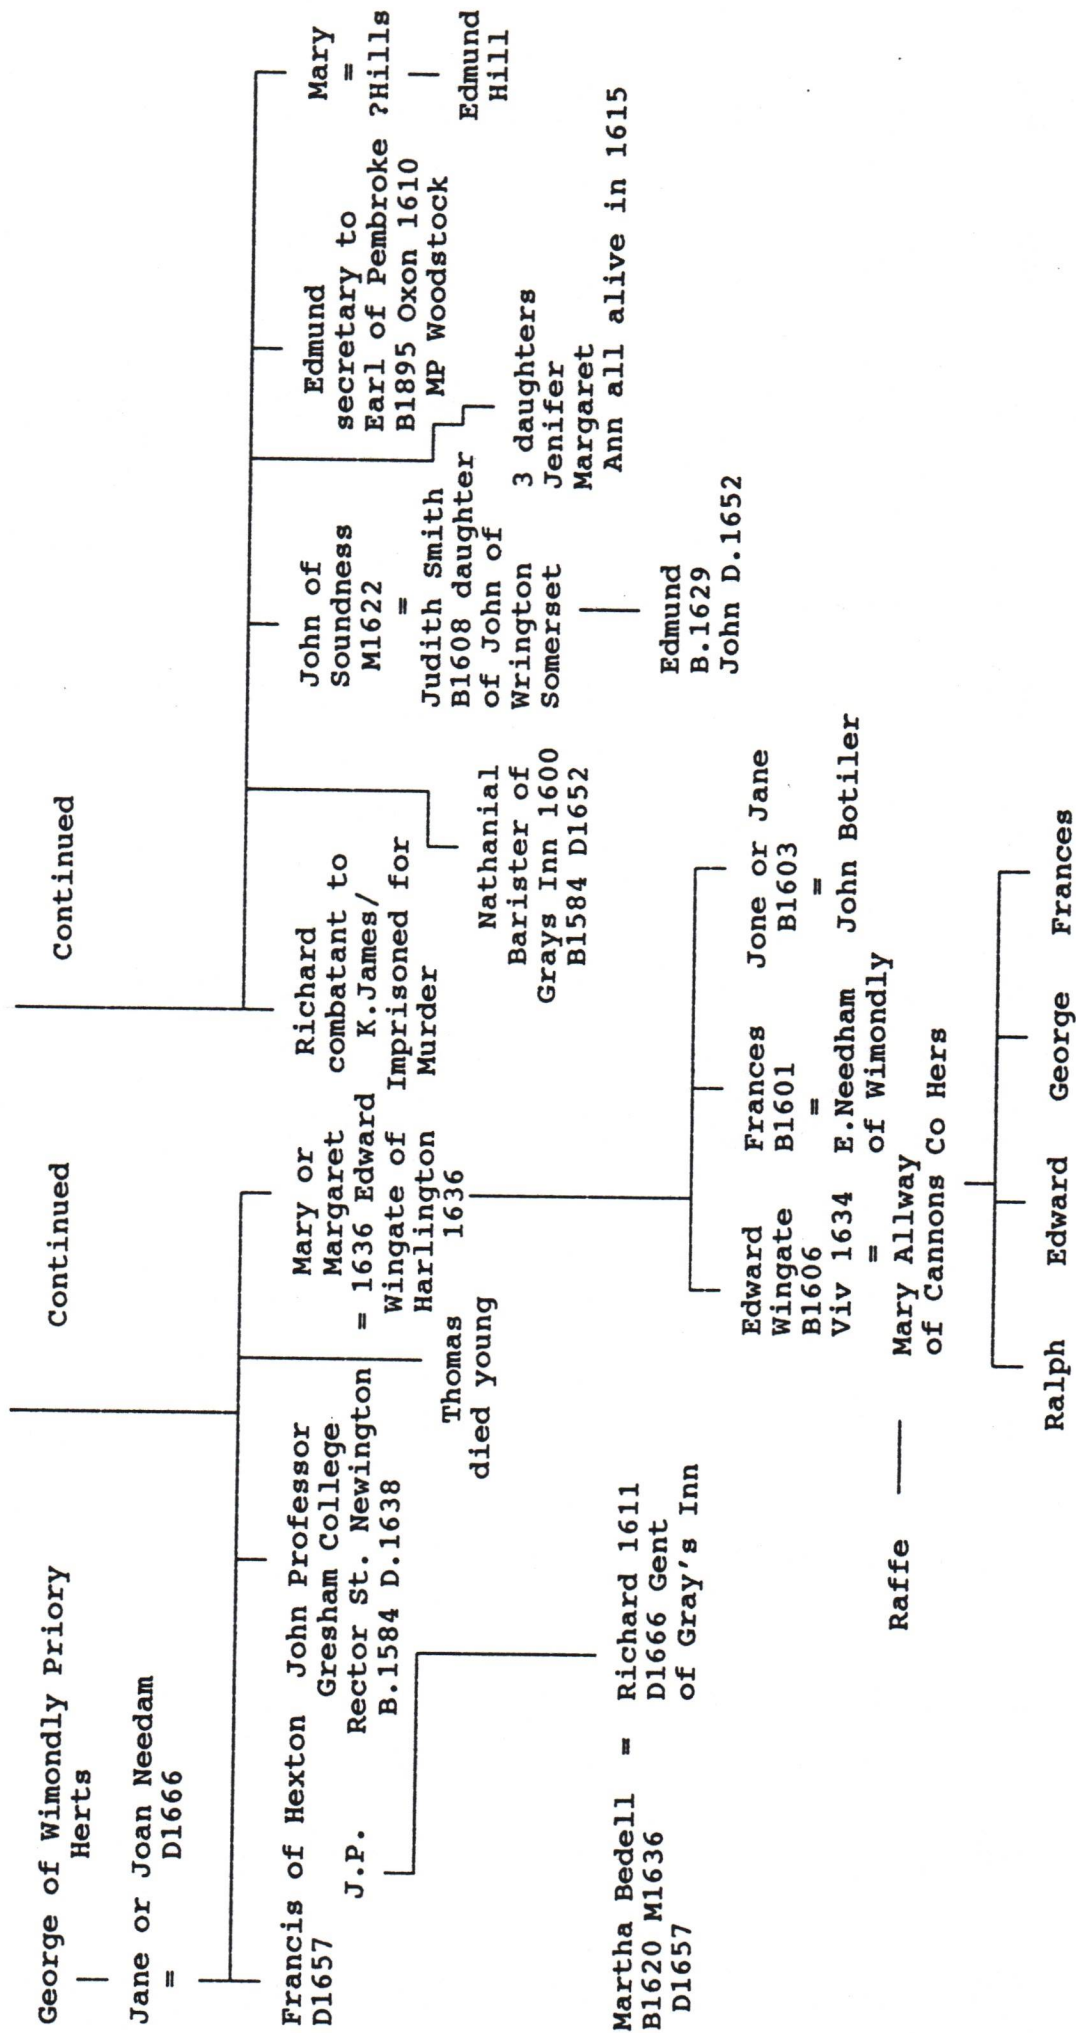 George of Wimondly Priory
Herts
Continued
Continued
Jane or Joan Needam
=
D1666
Francis of Hexton
D1657
J.P.
John Professor
Gresham College
Rector St. Newington
B.1584 D.1638
Thomas
died young
Mary or
Margaret
= 1636 Edward
Wingate of
Harlington
1636
Richard
combatant to
K.James/
Imprisoned for
Murder
Nathanial
Barister of
Grays Inn 1600
B1584 D1652
John of
Soundness
M1622
=
Judith Smith
B1608 daughter
of John of
Wrington
Somerset
Edmund
B.1629
John D.1652
3 daughters
Jenifer
Margaret
Ann all alive in 1615
Edmund
secretary to
Earl of Pembroke
B1895 Oxon 1610
MP Woodstock
Mary
=
?Hills
Edmund
Hill
Martha Bedell
B1620 M1636
D1657
=
Richard 1611
D1666 Gent
of Gray's Inn
Edward
Wingate
B1606
Viv 1634
=
Mary Allway
of Cannons Co Hers
Frances
B1601
=
E.Needham
of Wimondly
Jone or Jane
B1603
=
John Botiler
Raffe
Ralph
Edward
George
Frances